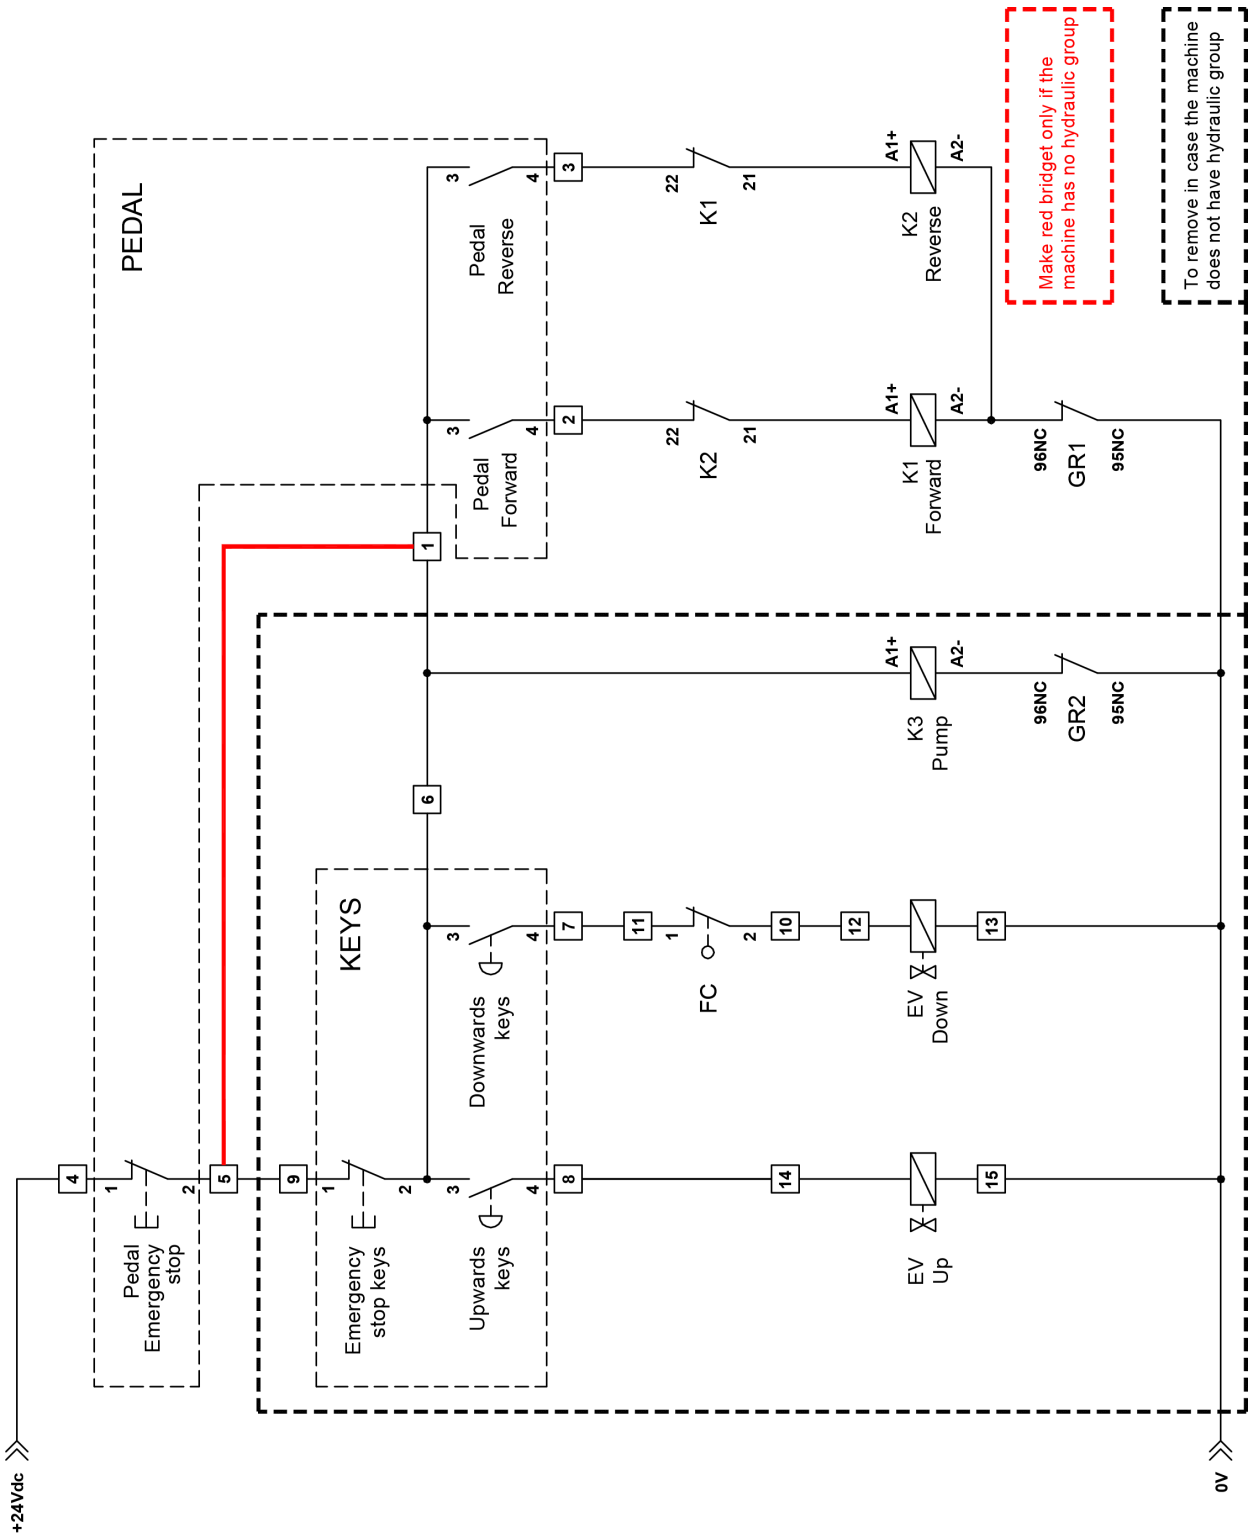 +24Vdc
4
1
2
Pedal
Emergency
stop
5
9
1
2
Emergency
stop keys
3
4
Upwards
keys
8
14
EV
Up
15
0V
KEYS
3
4
Downwards
keys
7
11
1
2
FC
10
12
EV
Down
13
6
A1+
A2-
K3
Pump
96NC
95NC
GR2
1
PEDAL
3
4
Pedal
Forward
2
22
21
K2
A1+
A2-
K1
Forward
96NC
95NC
GR1
3
4
Pedal
Reverse
3
22
21
K1
A1+
A2-
K2
Reverse
Make red bridget only if the
machine has no hydraulic group
To remove in case the machine
does not have hydraulic group